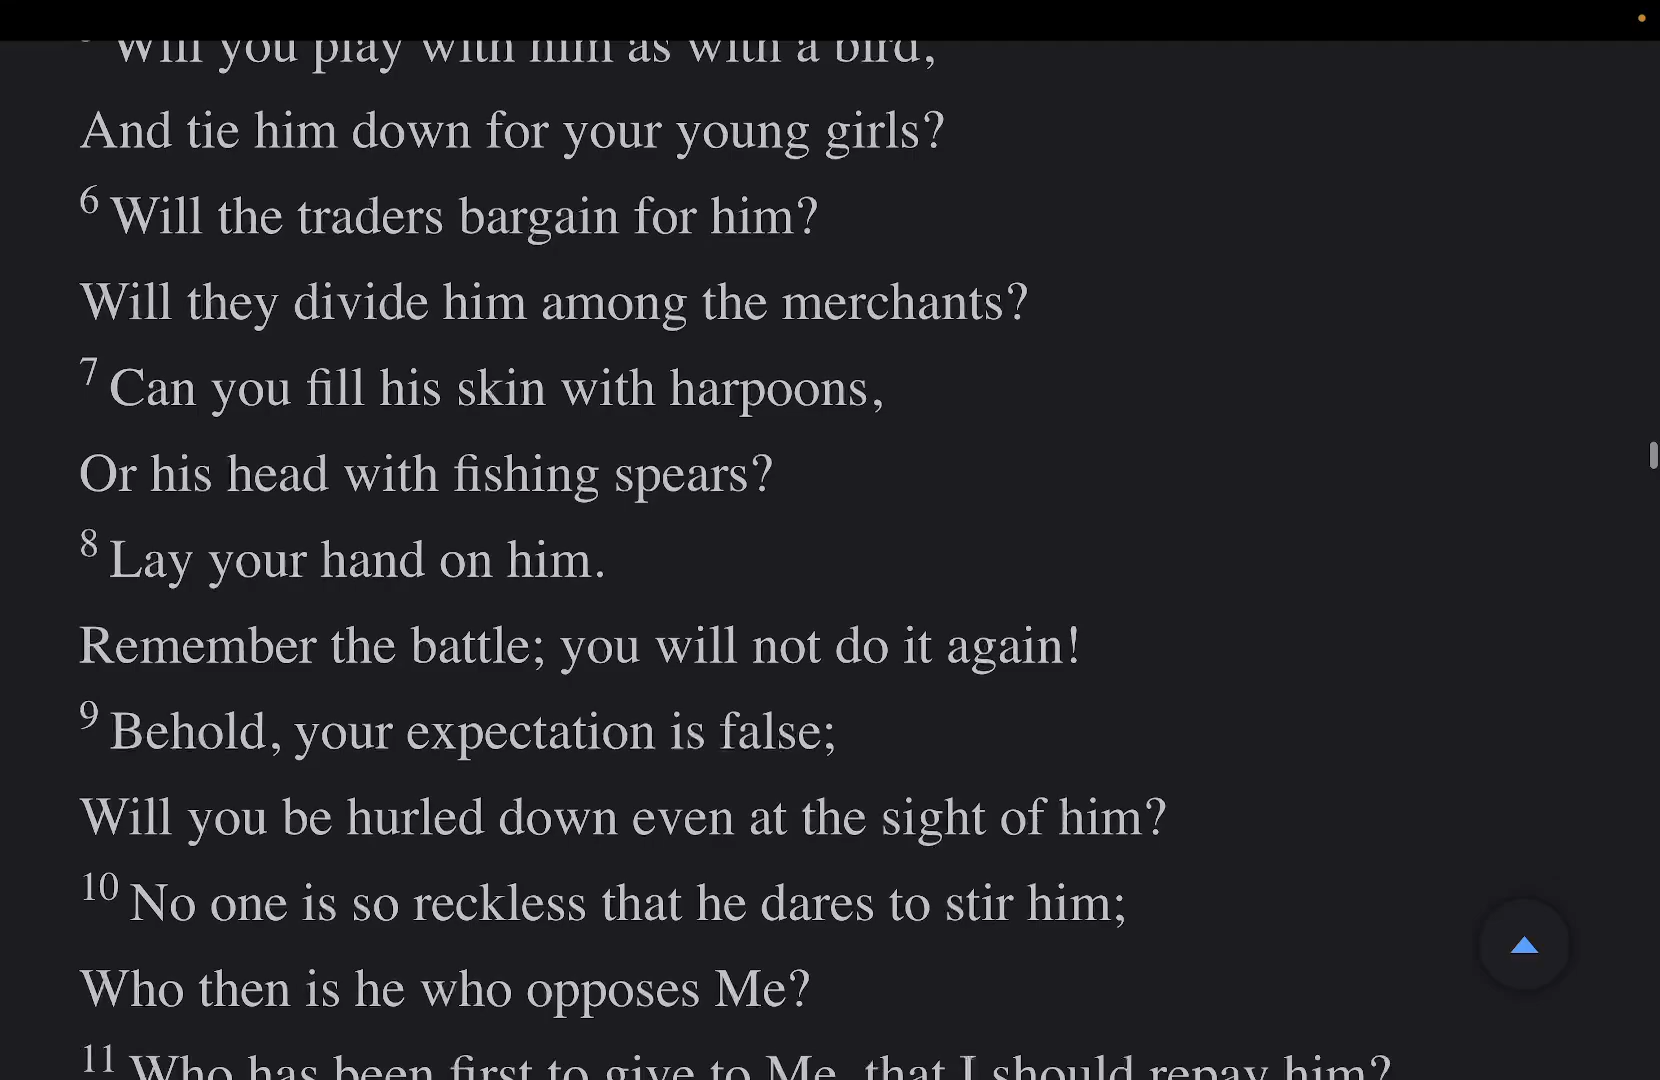 Will you play with him as with a bird,
And tie him down for your young girls?
6 Will the traders bargain for him?
Will they divide him among the merchants?
7 Can you fill his skin with harpoons,
Or his head with fishing spears?
8 Lay your hand on him.
Remember the battle; you will not do it again!
9 Behold, your expectation is false;
Will you be hurled down even at the sight of him?
10 No one is so reckless that he dares to stir him;
Who then is he who opposes Me?
11 Who has been first to give to Me, that I should repay him?